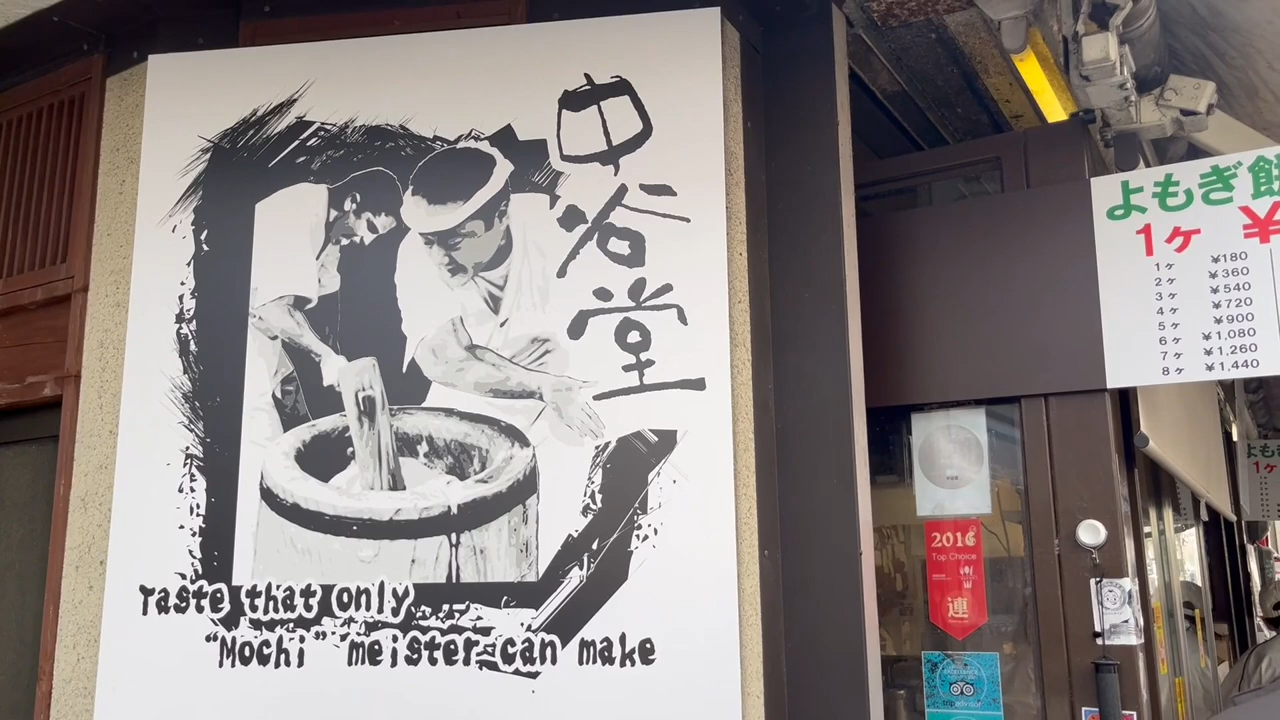 中谷堂
Taste that only
"Mochi" meister can make
よもぎ餅
1ヶ ¥
1ヶ ¥180
2ヶ ¥360
3ヶ ¥540
4ヶ ¥720
5ヶ ¥900
6ヶ ¥1,080
7ヶ ¥1,260
8ヶ ¥1,440
2016
Top Choice
連
EXCELLENCE
tripadvisor
よも
1ヶ